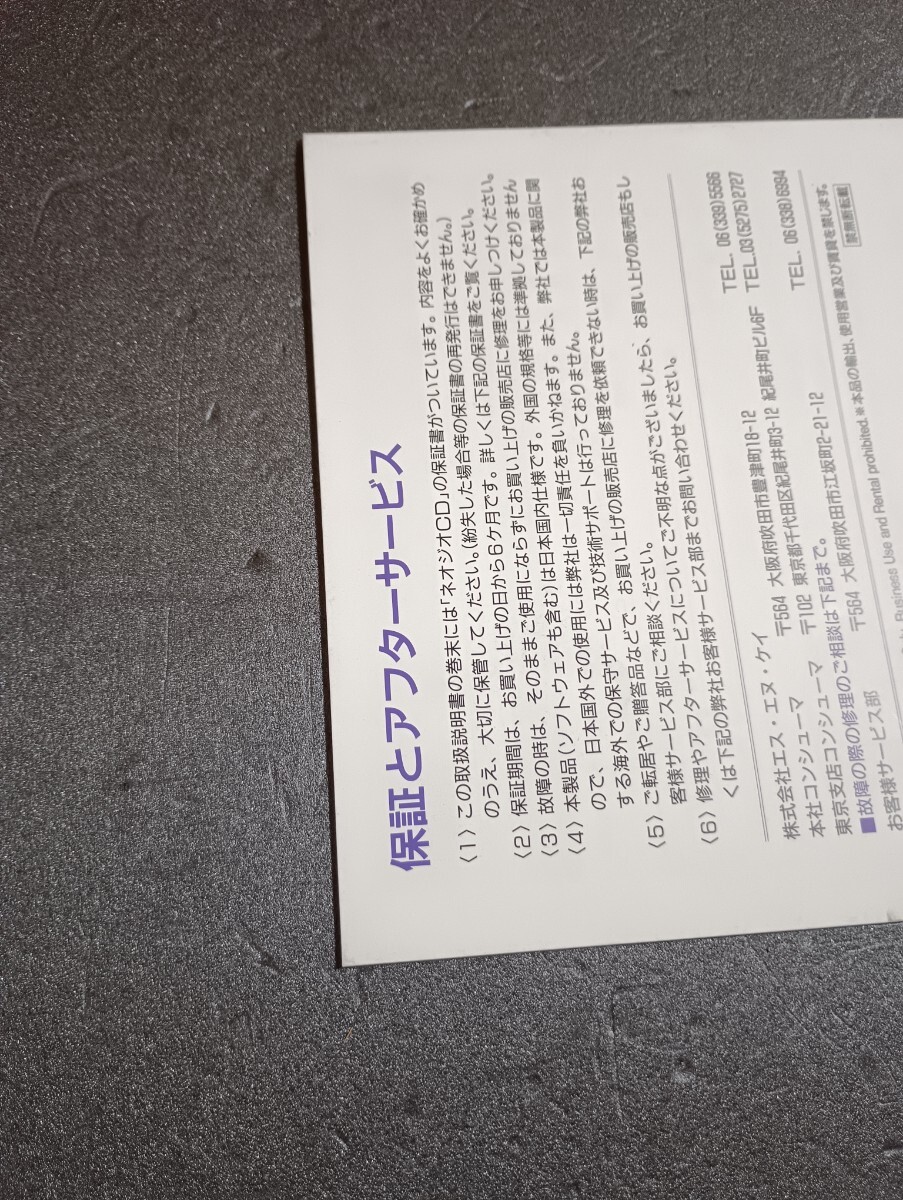 保証とアフターサービス
〈1〉この取扱説明書の巻末には「ネオジオCD」の保証書がついています。内容をよくお確かめ
のうえ、大切に保管してください。(紛失した場合等の保証書の再発行はできません。)
〈2〉保証期間は、お買い上げの日から6ケ月です。詳しくは下記の保証書をご覧ください。
〈3〉故障の時は、そのままご使用にならずにお買い上げの販売店に修理をお申しつけください。
〈4〉本製品(ソフトウェアも含む)は日本国内仕様です。外国の規格等には準拠しておりません
ので、日本国外での使用には弊社は一切責任を負いかねます。また、弊社では本製品に関
する海外での保守サービス及び技術サポートは行っておりません。
〈5〉ご転居やご贈答品などで、お買い上げの販売店に修理を依頼できない時は、下記の弊社お
客様サービス部にご相談ください。
〈6〉修理やアフターサービスについてご不明な点がございましたら、お買い上げの販売店もし
くは下記の弊社お客様サービス部までお問い合わせください。
株式会社エス・エヌ・ケイ
本社コンシューマ 〒564 大阪府吹田市豊津町18-12 TEL. 06(339)5566
東京支店コンシューマ 〒102 東京都千代田区紀尾井町3-12 紀尾井町ビル6F TEL.03(5275)2727
■故障の際の修理のご相談は下記まで。
お客様サービス部 〒564 大阪府吹田市江坂町2-21-12 TEL. 06(338)6994
Business Use and Rental prohibited.※本品の輸出、使用営業及び賃貸を禁じます。
禁無断転載